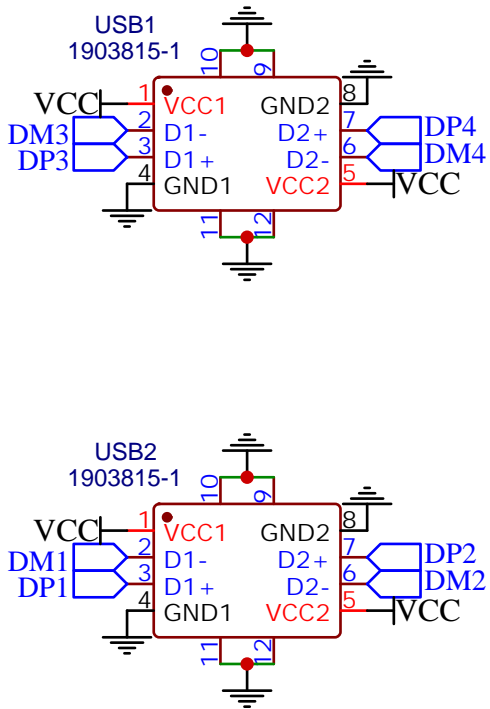 USB1
1903815-1
10 9
VCC 1 VCC1 GND2 8
DM3 2 D1- D2+ 7 DP4
DP3 3 D1+ D2- 6 DM4
4 GND1 VCC2 5 VCC
11 12
USB2
1903815-1
10 9
VCC 1 VCC1 GND2 8
DM1 2 D1- D2+ 7 DP2
DP1 3 D1+ D2- 6 DM2
4 GND1 VCC2 5 VCC
11 12